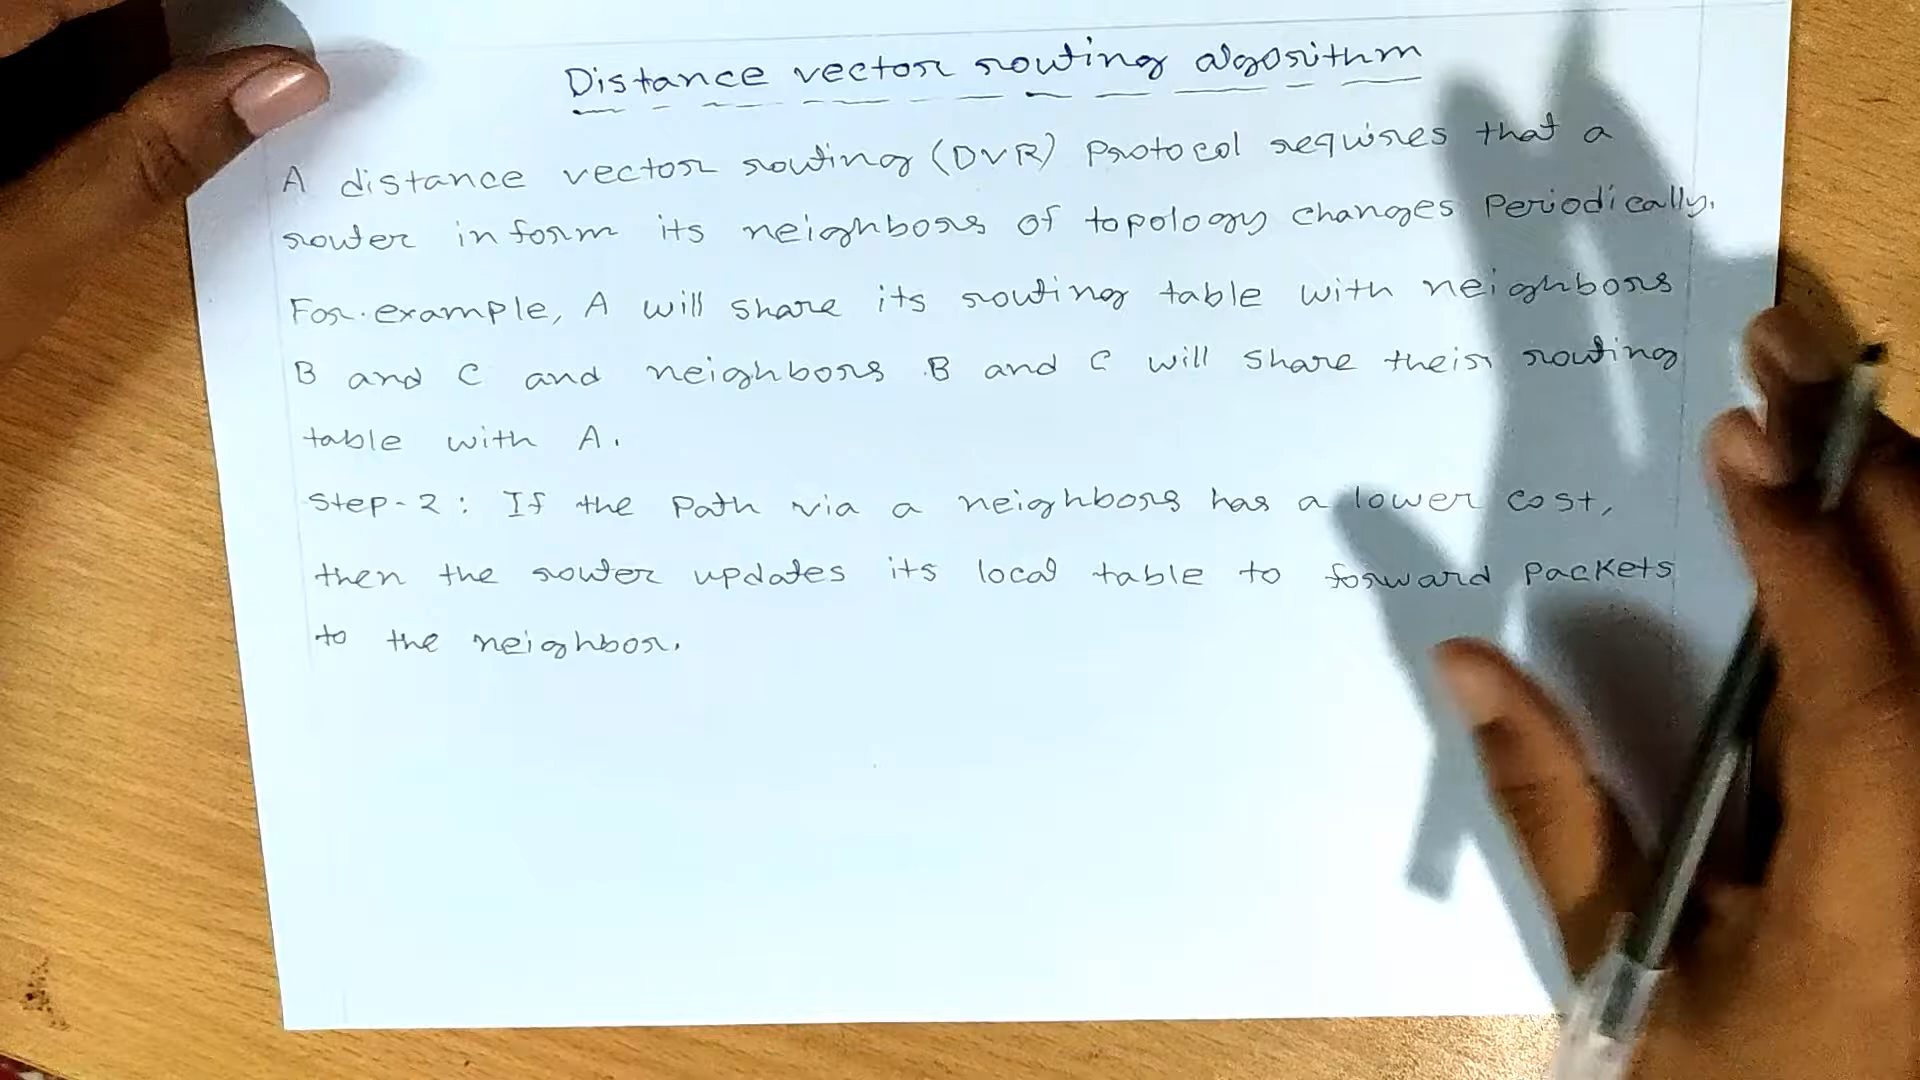 Distance vector routing algorithm
A distance vector routing (DVR) Protocol requires that a
router inform its neighbors of topology changes Periodically.
For example, A will share its routing table with neighbors
B and C and neighbors B and C will share their routing
table with A.
Step-2: If the Path via a neighbors has a lower cost,
then the router updates its local table to forward Packets
to the neighbor.